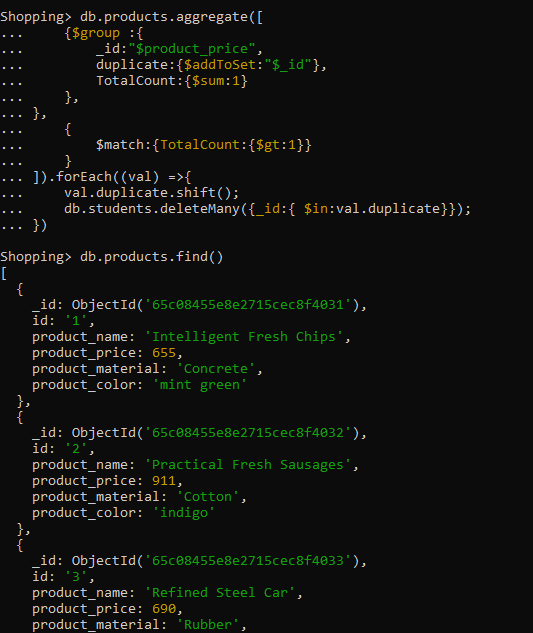 Shopping> db.products.aggregate([
...     {$group :{
...         _id:"$product_price",
...         duplicate:{$addToSet:"$_id"},
...         TotalCount:{$sum:1}
...     },
... },
...     {
...         $match:{TotalCount:{$gt:1}}
...     }
... ]).forEach((val) =>{
...     val.duplicate.shift();
...     db.students.deleteMany({_id:{ $in:val.duplicate}});
... })
Shopping> db.products.find()
[
  {
    _id: ObjectId('65c08455e8e2715cec8f4031'),
    id: '1',
    product_name: 'Intelligent Fresh Chips',
    product_price: 655,
    product_material: 'Concrete',
    product_color: 'mint green'
  },
  {
    _id: ObjectId('65c08455e8e2715cec8f4032'),
    id: '2',
    product_name: 'Practical Fresh Sausages',
    product_price: 911,
    product_material: 'Cotton',
    product_color: 'indigo'
  },
  {
    _id: ObjectId('65c08455e8e2715cec8f4033'),
    id: '3',
    product_name: 'Refined Steel Car',
    product_price: 690,
    product_material: 'Rubber',